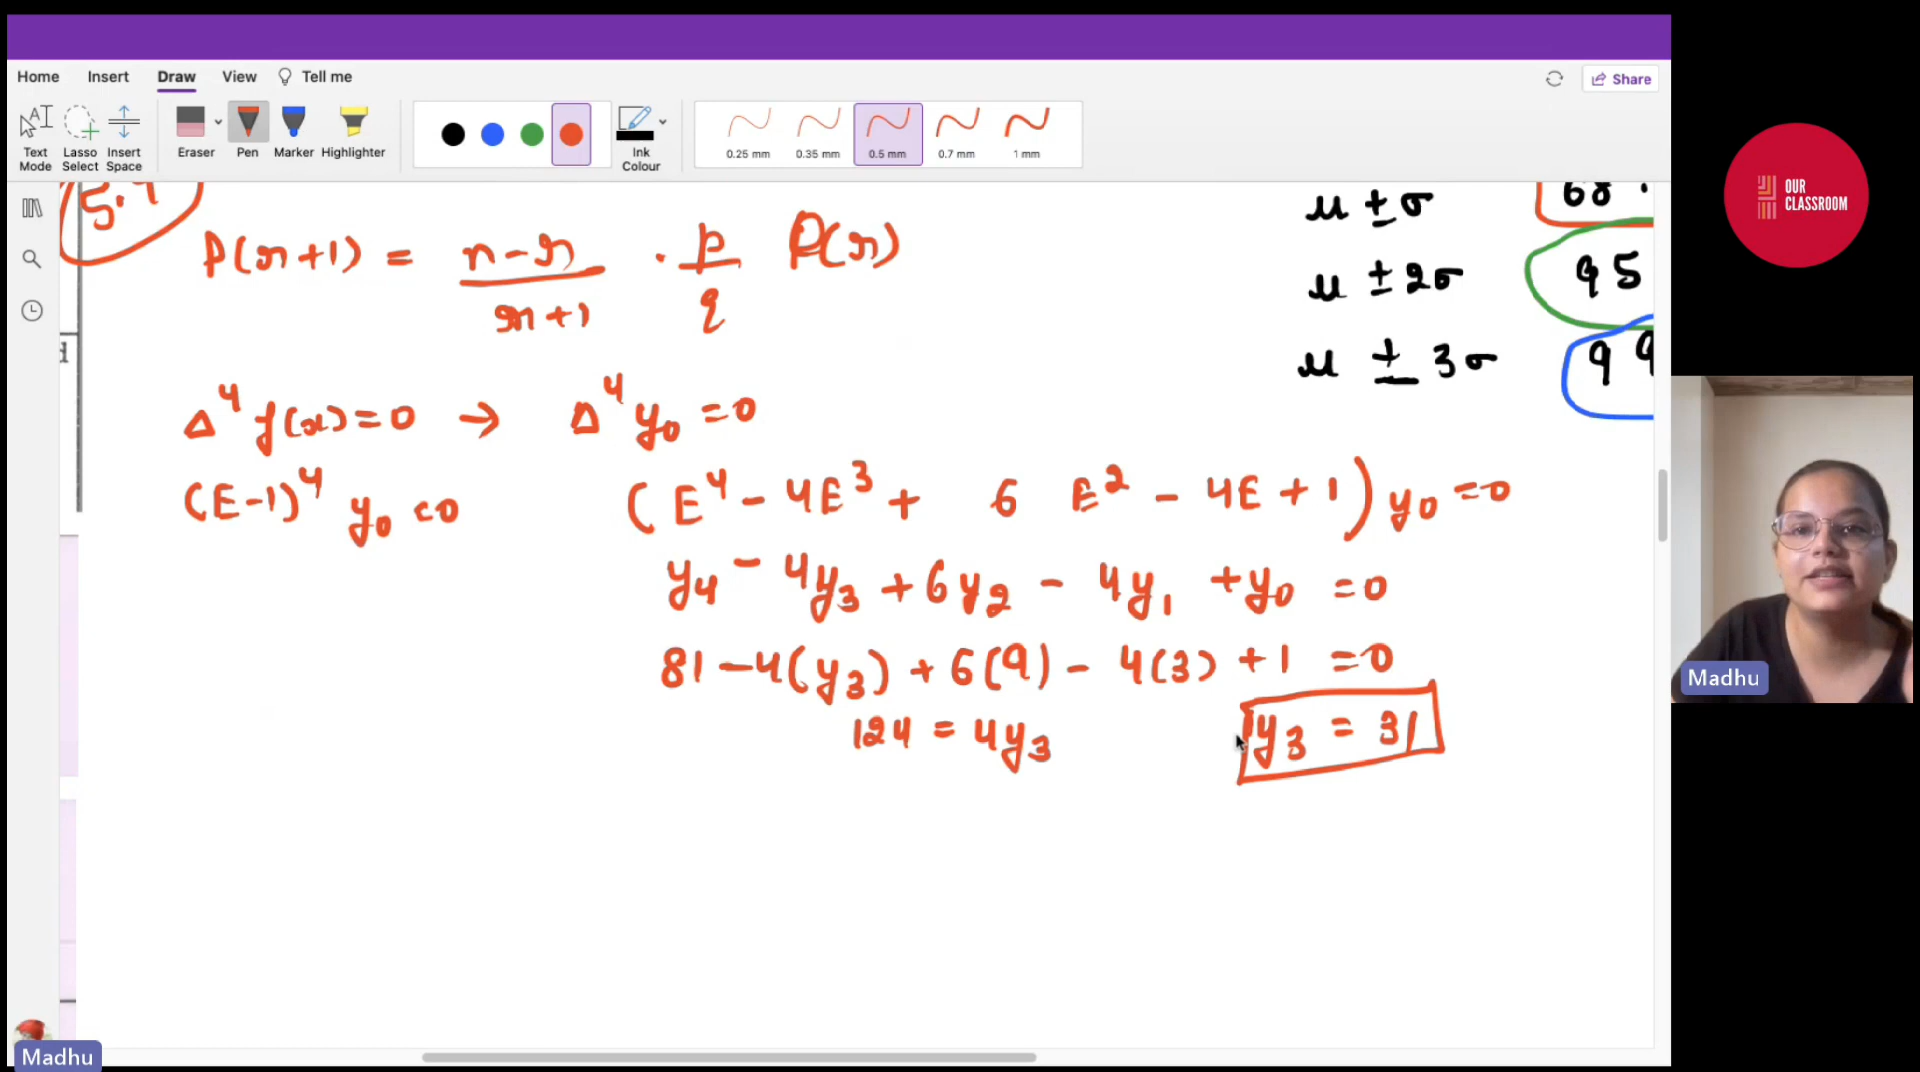 Home Insert Draw View Tell me
Share
Text Mode
Lasso Select
Insert Space
Eraser
Pen
Marker
Highlighter
Ink Colour
0.25 mm
0.35 mm
0.5 mm
0.7 mm
1 mm
OUR CLASSROOM
P(r+1) = n-r/r+1 · p/q P(r)
μ ± σ 68.
μ ± 2σ 95
μ ± 3σ 99
Δ⁴ f(x)=0 → Δ⁴ y₀ =0
(E-1)⁴ y₀ =0 (E⁴ - 4E³ + 6 E² - 4E + 1) y₀ =0
y₄ - 4y₃ + 6y₂ - 4y₁ + y₀ = 0
81 - 4(y₃) + 6(9) - 4(3) + 1 = 0
124 = 4y₃ y₃ = 31
Madhu
Madhu